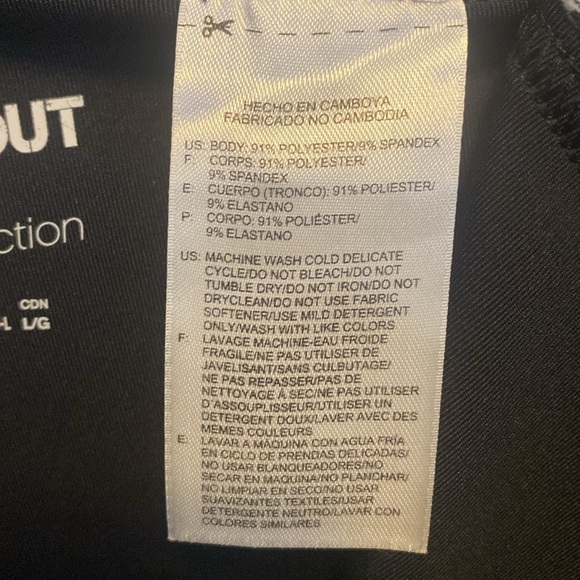 OUT
ction
CDN
L L/G
HECHO EN CAMBOYA
FABRICADO NO CAMBODIA
US: BODY: 91% POLYESTER/9% SPANDEX
F: CORPS: 91% POLYESTER/
9% SPANDEX
E: CUERPO (TRONCO): 91% POLIESTER/
9% ELASTANO
P: CORPO: 91% POLIÉSTER/
9% ELASTANO
US: MACHINE WASH COLD DELICATE
CYCLE/DO NOT BLEACH/DO NOT
TUMBLE DRY/DO NOT IRON/DO NOT
DRYCLEAN/DO NOT USE FABRIC
SOFTENER/USE MILD DETERGENT
ONLY/WASH WITH LIKE COLORS
F: LAVAGE MACHINE-EAU FROIDE
FRAGILE/NE PAS UTILISER DE
JAVELISANT/SANS CULBUTAGE/
NE PAS REPASSER/PAS DE
NETTOYAGE À SEC/NE PAS UTILISER
D'ASSOUPLISSEUR/UTILISER UN
DETERGENT DOUX/LAVER AVEC DES
MEMES COULEURS
E: LAVAR A MÁQUINA CON AGUA FRÍA
EN CICLO DE PRENDAS DELICADAS/
NO USAR BLANQUEADORES/NO
SECAR EN MAQUINA/NO PLANCHAR/
NO LIMPIAR EN SECO/NO USAR
SUAVIZANTES TEXTILES/USAR
DETERGENTE NEUTRO/LAVAR CON
COLORES SIMILARES